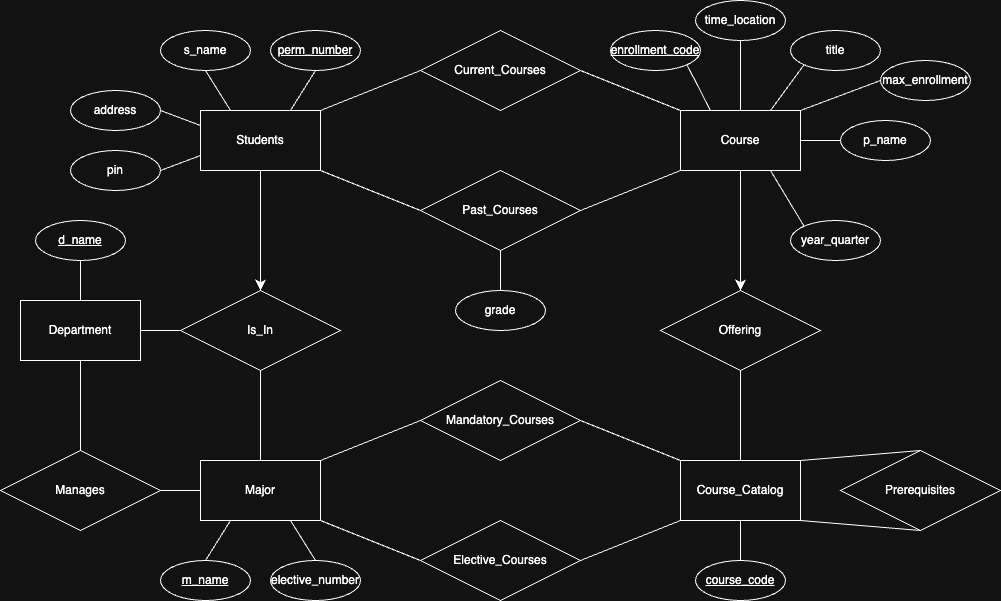 time_location
s_name
perm_number
enrollment_code
title
Current_Courses
max_enrollment
address
Students
Course
p_name
pin
Past_Courses
d_name
year_quarter
grade
Department
Is_In
Offering
Mandatory_Courses
Manages
Major
Course_Catalog
Prerequisites
Elective_Courses
m_name
elective_number
course_code